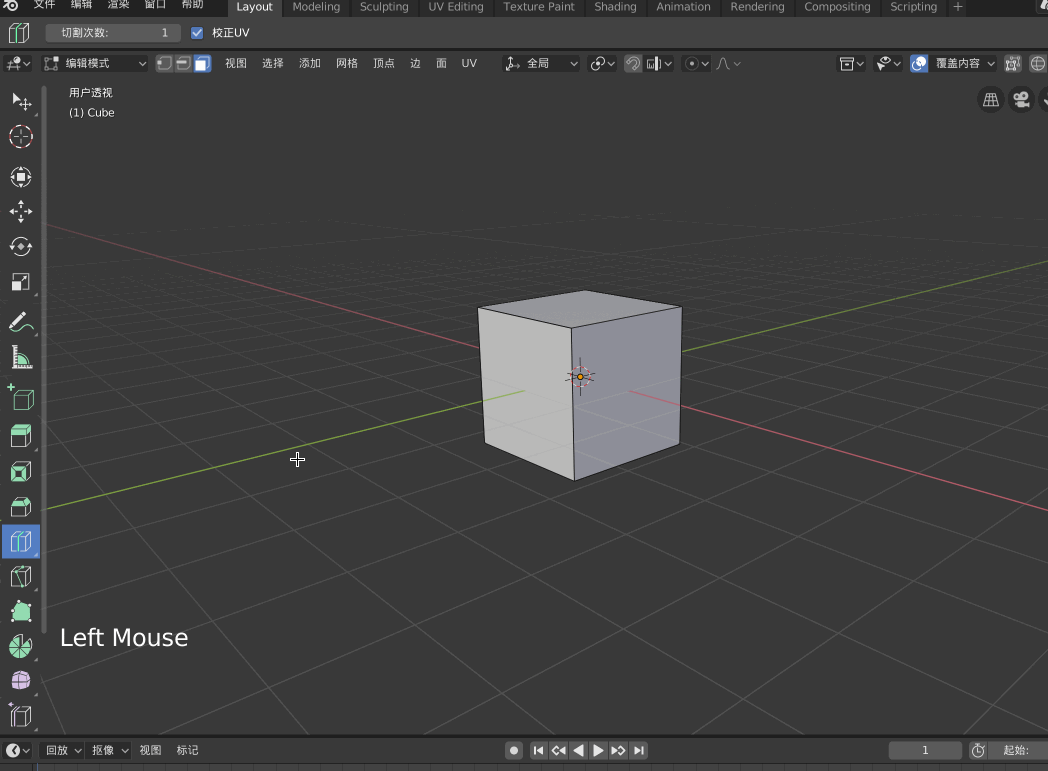 文件 编辑 渲染 窗口 帮助 Layout Modeling Sculpting UV Editing Texture Paint Shading Animation Rendering Compositing Scripting +
切割次数: 1 校正UV
编辑模式 视图 选择 添加 网格 顶点 边 面 UV 全局 覆盖内容
用户透视
(1) Cube
Left Mouse
回放 抠像 视图 标记 1 起始: